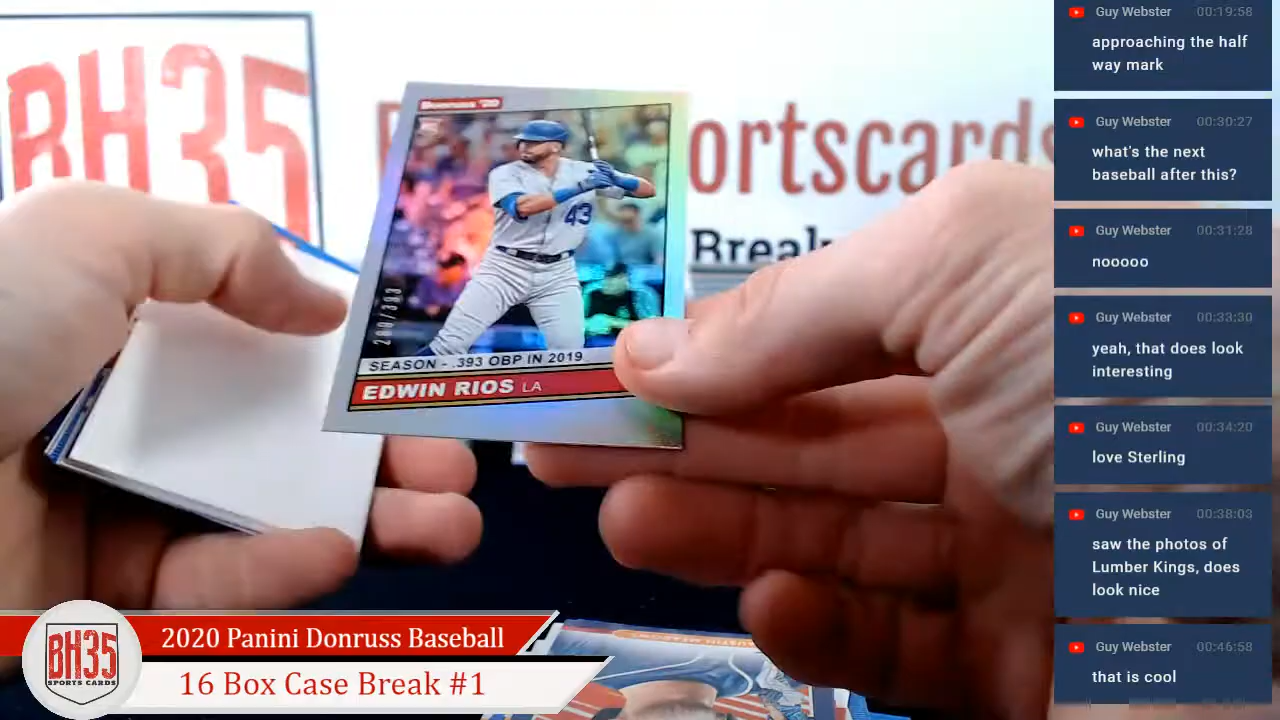 BH35
ortscards
Break
Donruss '20
43
280/393
SEASON - .393 OBP IN 2019
EDWIN RIOS LA
BH35
SPORTS CARDS
2020 Panini Donruss Baseball
16 Box Case Break #1
Guy Webster 00:19:58
approaching the half
way mark
Guy Webster 00:30:27
what's the next
baseball after this?
Guy Webster 00:31:28
nooooo
Guy Webster 00:33:30
yeah, that does look
interesting
Guy Webster 00:34:20
love Sterling
Guy Webster 00:38:03
saw the photos of
Lumber Kings, does
look nice
Guy Webster 00:46:58
that is cool